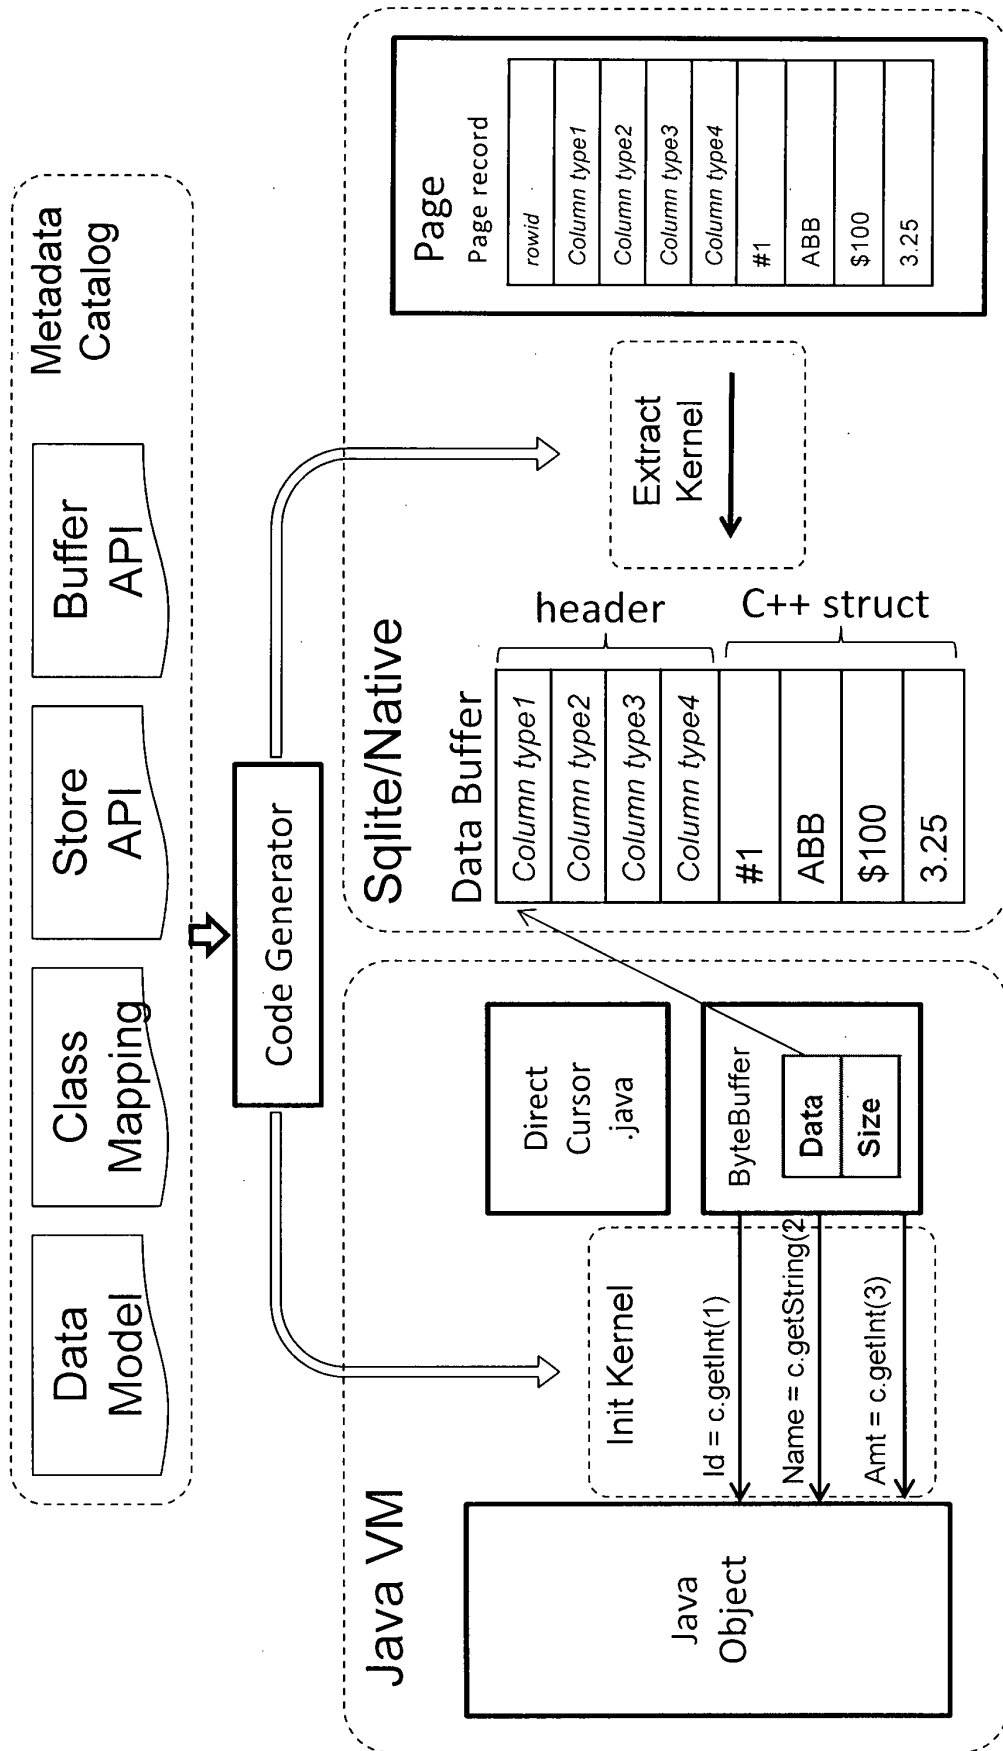 Data
Model
Class
Mapping
Store
API
Buffer
API
Metadata
Catalog
Code Generator
Java VM
Java
Object
Init Kernel
Id = c.getInt(1)
Name = c.getString(2
Amt = c.getInt(3)
Direct
Cursor
.java
ByteBuffer
Data
Size
Sqlite/Native
Data Buffer
Column type1
Column type2
Column type3
Column type4
#1
ABB
$100
3.25
header
C++ struct
Extract
Kernel
Page
Page record
rowid
Column type1
Column type2
Column type3
Column type4
#1
ABB
$100
3.25